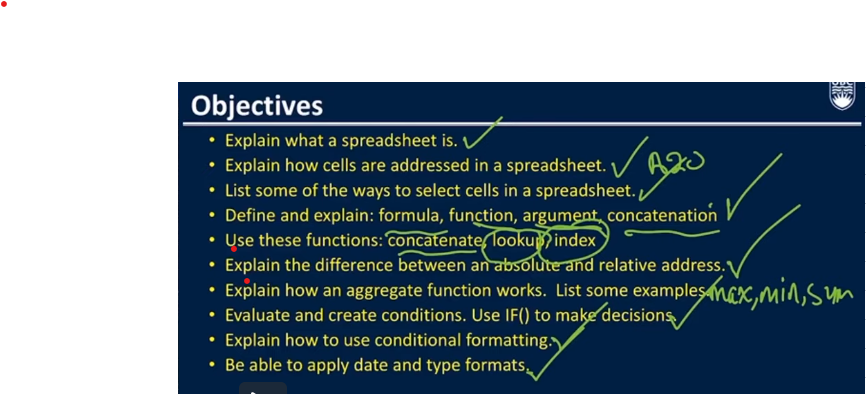 UBC
Objectives
• Explain what a spreadsheet is.
• Explain how cells are addressed in a spreadsheet. A20
• List some of the ways to select cells in a spreadsheet.
• Define and explain: formula, function, argument, concatenation
• Use these functions: concatenate, lookup, index
• Explain the difference between an absolute and relative address.
• Explain how an aggregate function works. List some examples. max, min, sum
• Evaluate and create conditions. Use IF() to make decisions.
• Explain how to use conditional formatting.
• Be able to apply date and type formats.